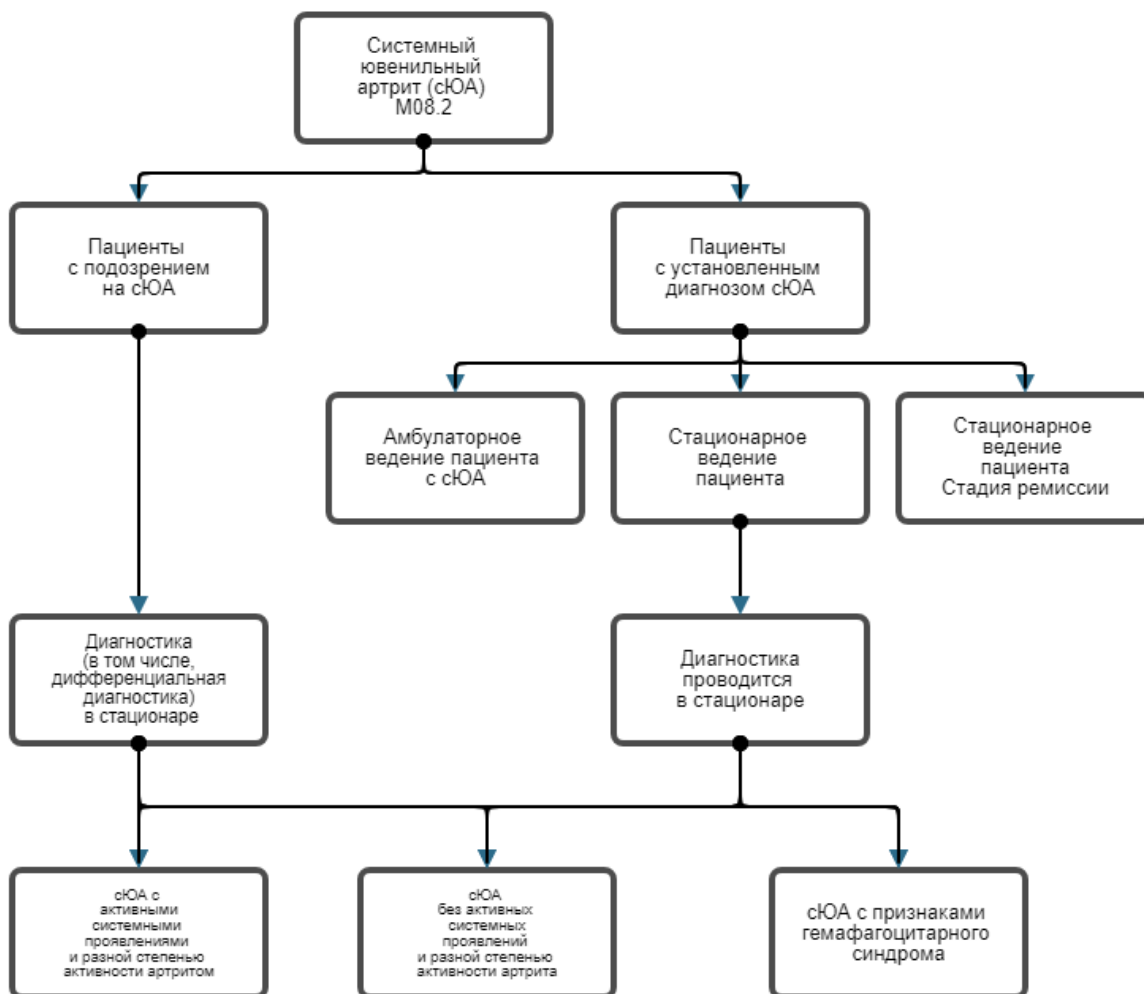 Системный
ювенильный
артрит (сЮА)
М08.2
Пациенты
с подозрением
на сЮА
Пациенты
с установленным
диагнозом сЮА
Амбулаторное
ведение пациента
с сЮА
Стационарное
ведение
пациента
Стационарное
ведение
пациента
Стадия ремиссии
Диагностика
(в том числе,
дифференциальная
диагностика)
в стационаре
Диагностика
проводится
в стационаре
сЮА с
активными
системными
проявлениями
и разной степенью
активности артритом
сЮА
без активных
системных
проявлений
и разной степенью
активности артрита
сЮА с признаками
гемафагоцитарного
синдрома